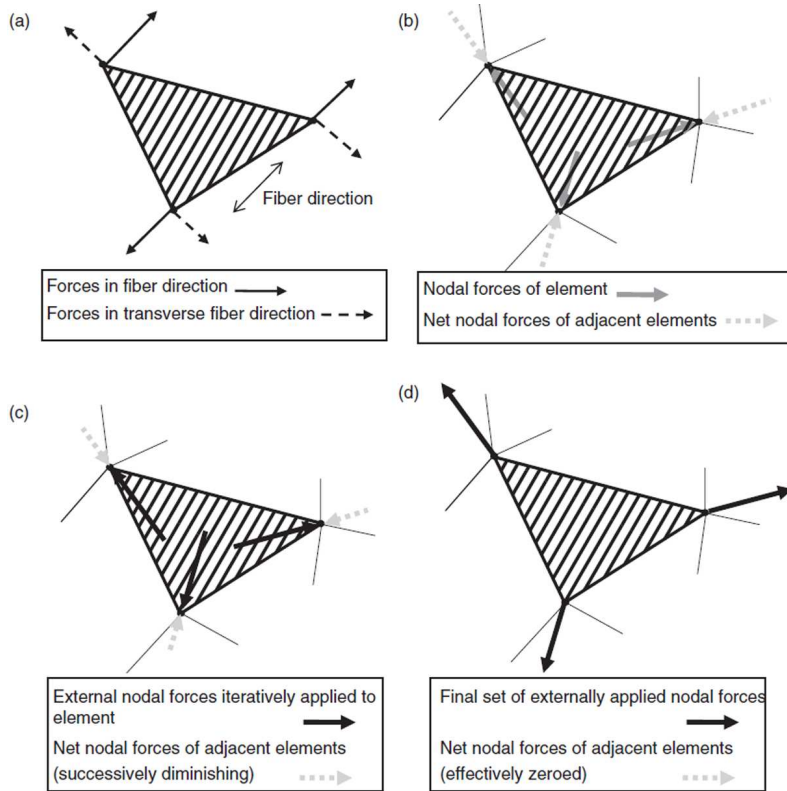 (a)
Fiber direction
Forces in fiber direction
Forces in transverse fiber direction
(b)
Nodal forces of element
Net nodal forces of adjacent elements
(c)
External nodal forces iteratively applied to
element
Net nodal forces of adjacent elements
(successively diminishing)
(d)
Final set of externally applied nodal forces
Net nodal forces of adjacent elements
(effectively zeroed)